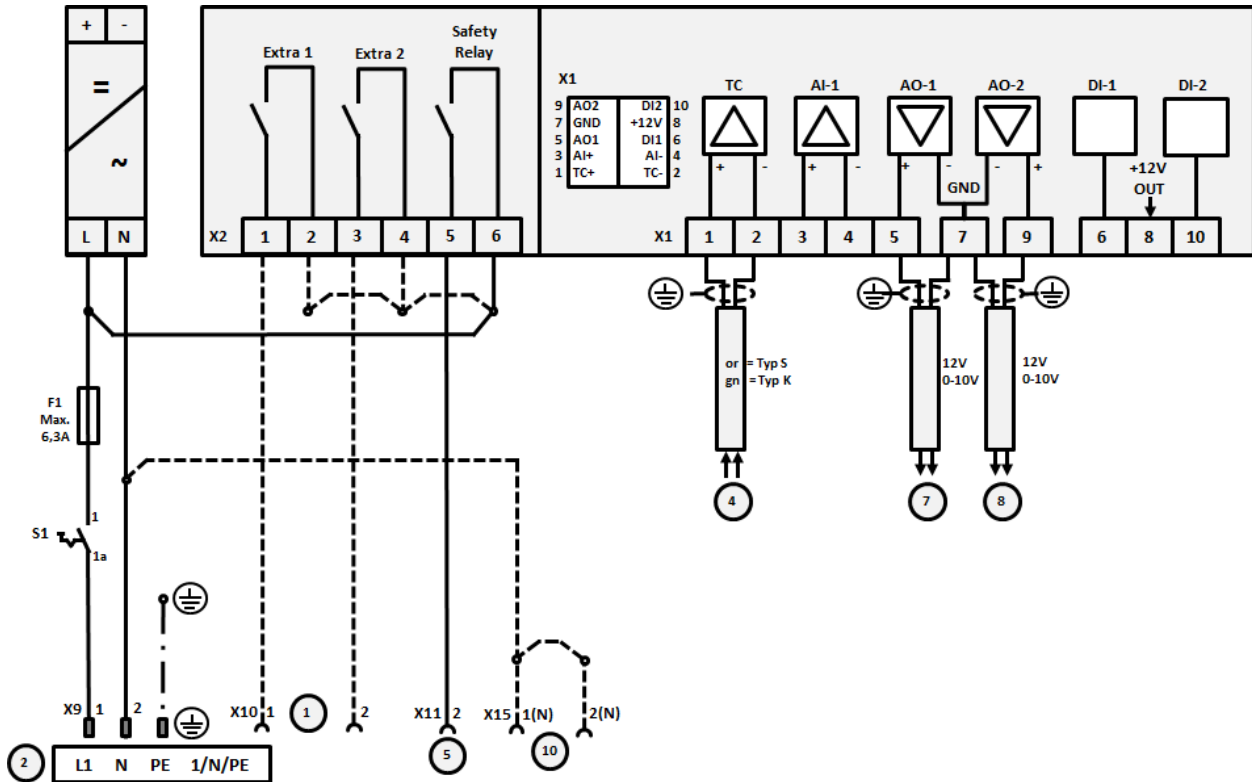 + -
=
~
L N
Extra 1
Extra 2
Safety
Relay
X2 1 2 3 4 5 6
X1
9 AO2 DI2 10
7 GND +12V 8
5 AO1 DI1 6
3 AI+ AI- 4
1 TC+ TC- 2
TC
AI-1
AO-1
AO-2
DI-1
DI-2
+ - + - + - - +
GND
+12V
OUT
X1 1 2 3 4 5 7 9 6 8 10
or = Typ S
gn = Typ K
12V
0-10V
12V
0-10V
4
7
8
F1
Max.
6,3A
S1
1
1a
X9 1 2
X10 1
1
2
X11 2
X15 1(N)
2(N)
2
L1 N PE 1/N/PE
5
10